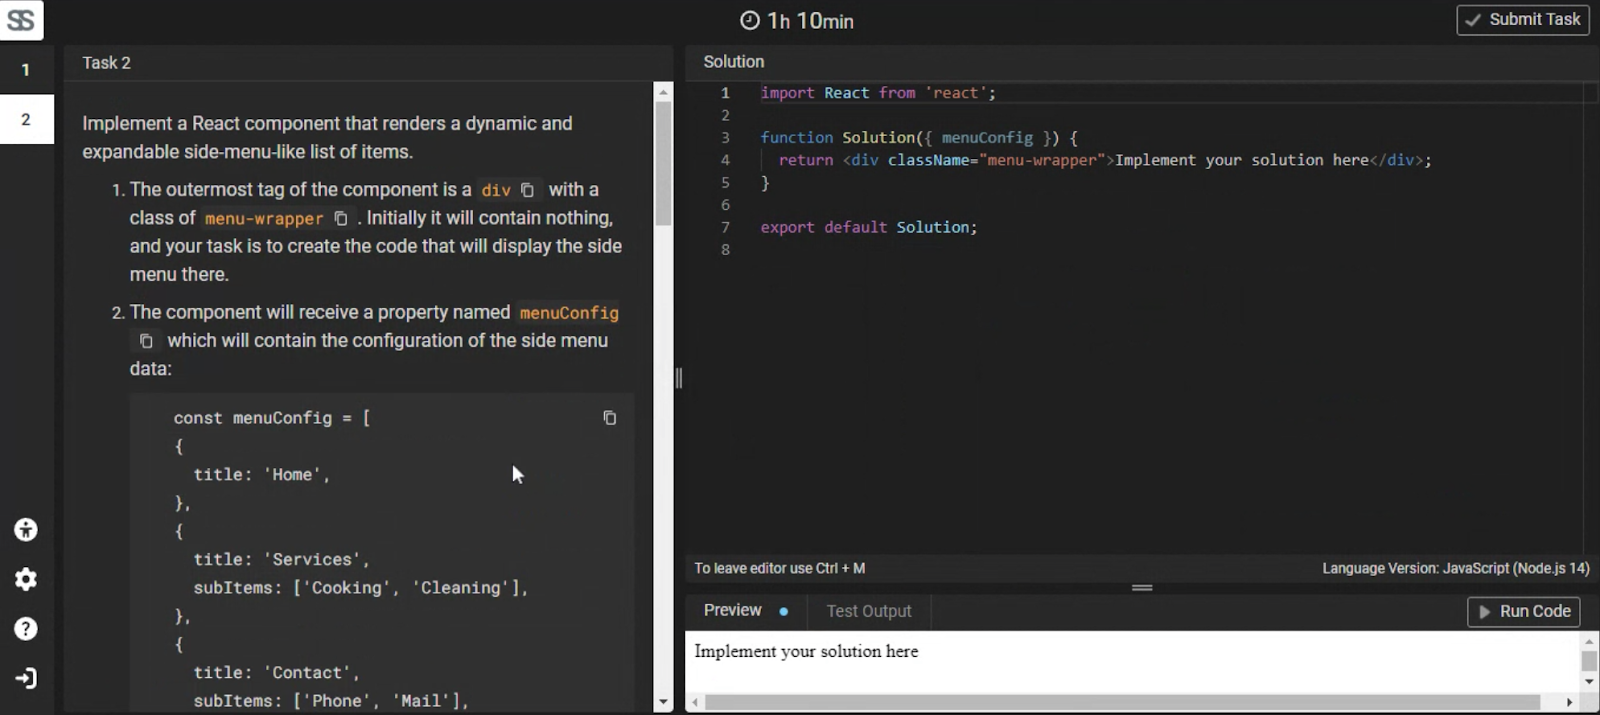 SS
1h 10min
Submit Task
1
2
Task 2
Implement a React component that renders a dynamic and
expandable side-menu-like list of items.
1. The outermost tag of the component is a div with a
class of menu-wrapper . Initially it will contain nothing,
and your task is to create the code that will display the side
menu there.
2. The component will receive a property named menuConfig
which will contain the configuration of the side menu
data:
const menuConfig = [
{
title: 'Home',
},
{
title: 'Services',
subItems: ['Cooking', 'Cleaning'],
},
{
title: 'Contact',
subItems: ['Phone', 'Mail'],
Solution
1 import React from 'react';
2
3 function Solution({ menuConfig }) {
4 return <div className="menu-wrapper">Implement your solution here</div>;
5 }
6
7 export default Solution;
8
To leave editor use Ctrl + M
Language Version: JavaScript (Node.js 14)
Preview
Test Output
Run Code
Implement your solution here